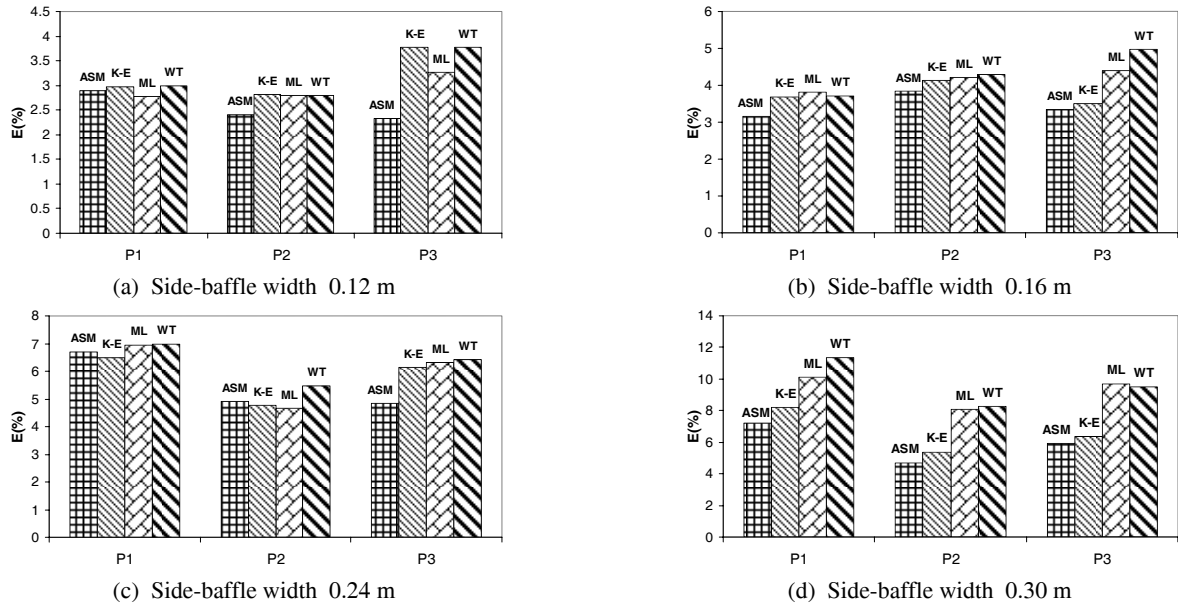 4.5
4
3.5
3
2.5
2
1.5
1
0.5
0
E(%)
ASM K-E ML WT
ASM K-E ML WT
ASM K-E ML WT
P1 P2 P3
(a) Side-baffle width 0.12 m
6
5
4
3
2
1
0
E(%)
ASM K-E ML WT
ASM K-E ML WT
ASM K-E ML WT
P1 P2 P3
(b) Side-baffle width 0.16 m
8
7
6
5
4
3
2
1
0
E(%)
ASM K-E ML WT
ASM K-E ML WT
ASM K-E ML WT
P1 P2 P3
(c) Side-baffle width 0.24 m
14
12
10
8
6
4
2
0
E(%)
ASM K-E ML WT
ASM K-E ML WT
ASM K-E ML WT
P1 P2 P3
(d) Side-baffle width 0.30 m